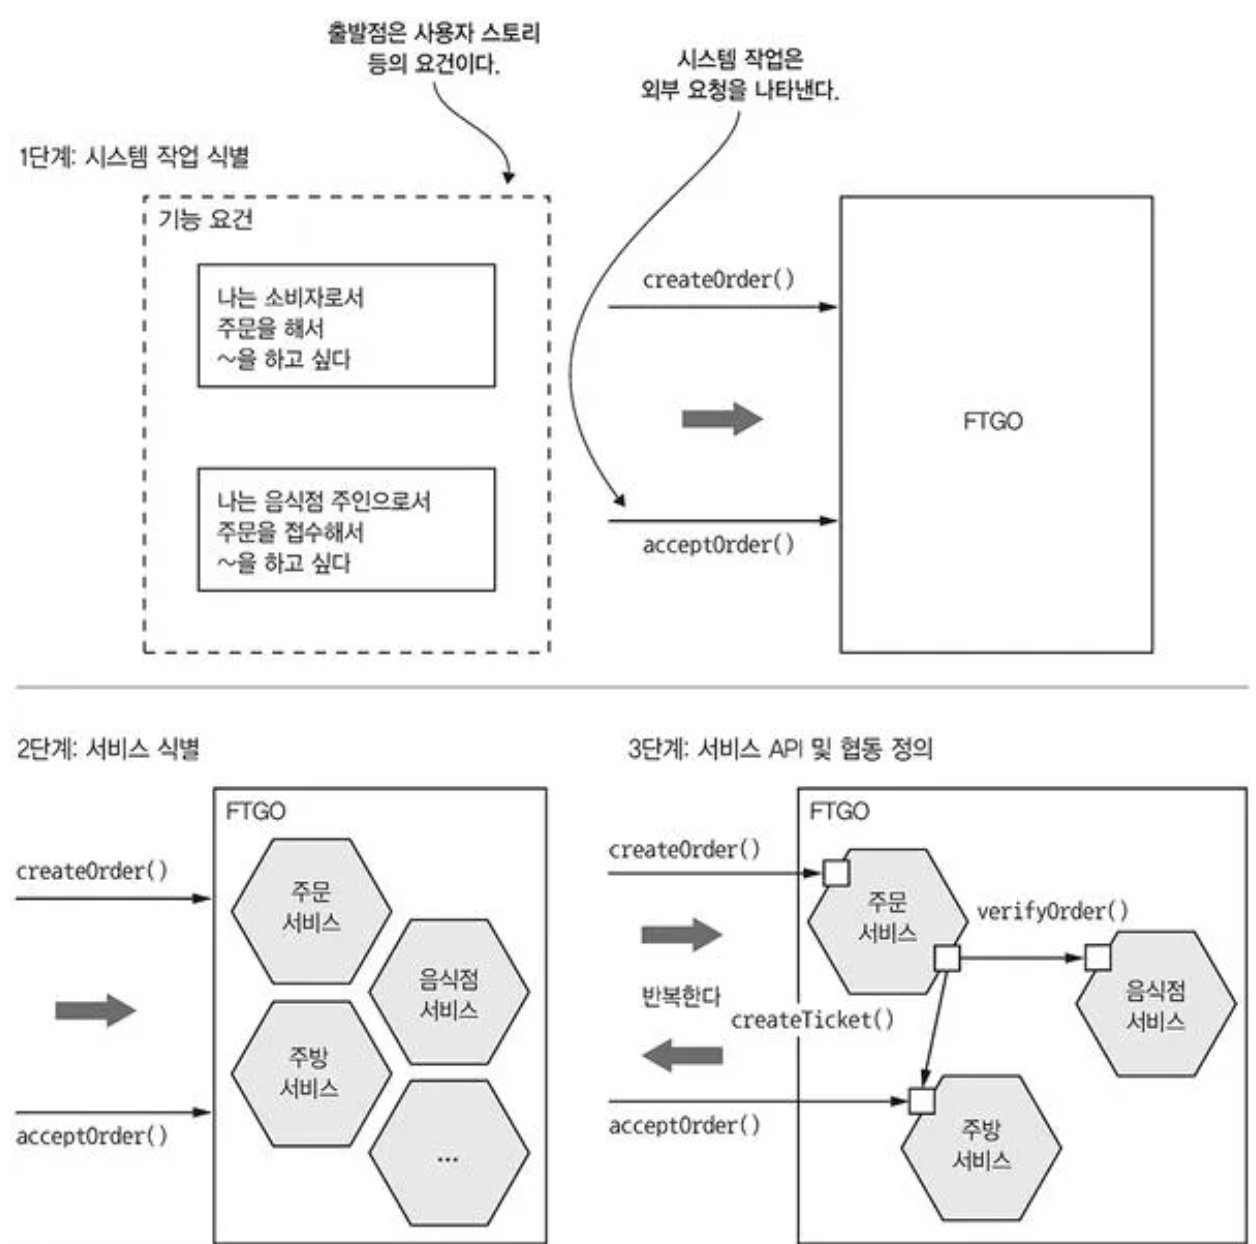 출발점은 사용자 스토리
등의 요건이다.
시스템 작업은
외부 요청을 나타낸다.
1단계: 시스템 작업 식별
기능 요건
나는 소비자로서
주문을 해서
~을 하고 싶다
나는 음식점 주인으로서
주문을 접수해서
~을 하고 싶다
createOrder()
acceptOrder()
FTGO
2단계: 서비스 식별
createOrder()
acceptOrder()
FTGO
주문
서비스
음식점
서비스
주방
서비스
...
3단계: 서비스 API 및 협동 정의
createOrder()
반복한다
acceptOrder()
FTGO
주문
서비스
verifyOrder()
음식점
서비스
createTicket()
주방
서비스